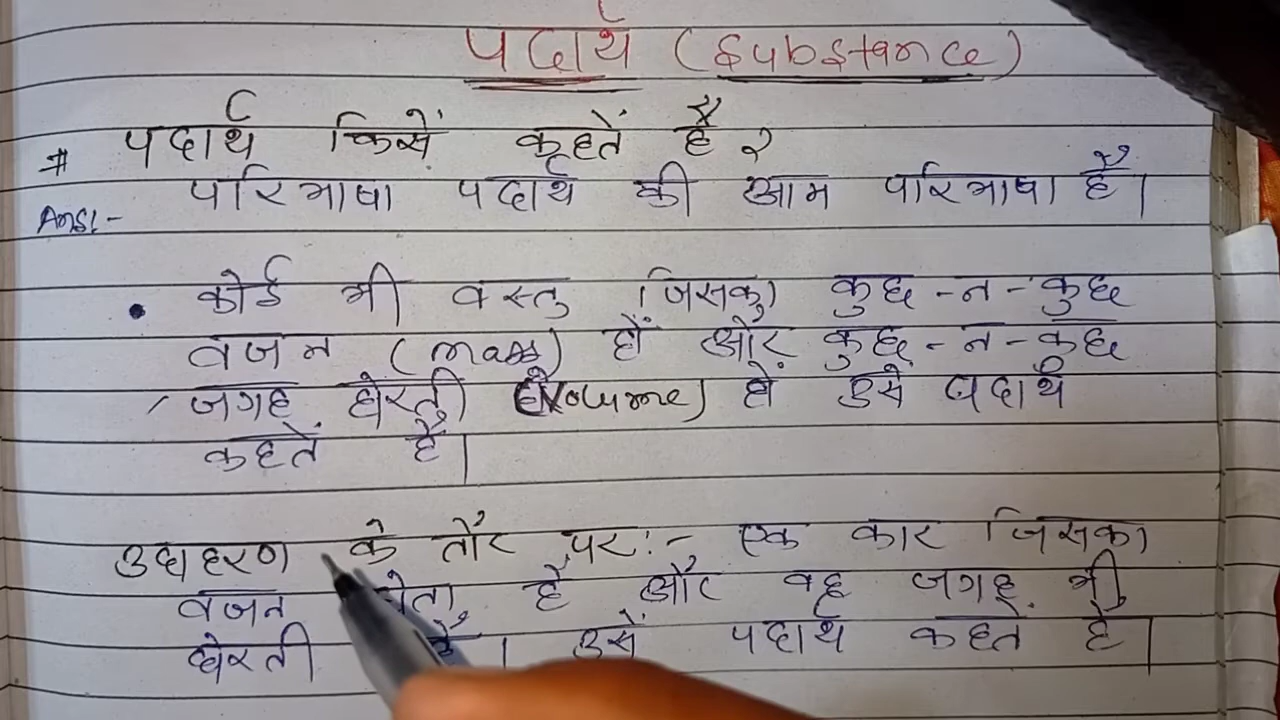 पदार्थ (Substance)
# पदार्थ किसें कहतें है ?
Ans:- परिभाषा पदार्थ की आम परिभाषा है।
• कोई भी वस्तु जिसका कुछ-न-कुछ
वजन (mass) हों और कुछ-न-कुछ
जगह घेरती (Volume) हो उसे पदार्थ
कहतें है।
उदाहरण के तौर पर:- एक कार जिसका
वजन होता है और वह जगह भी
घेरती है। उसें पदार्थ कहते है।